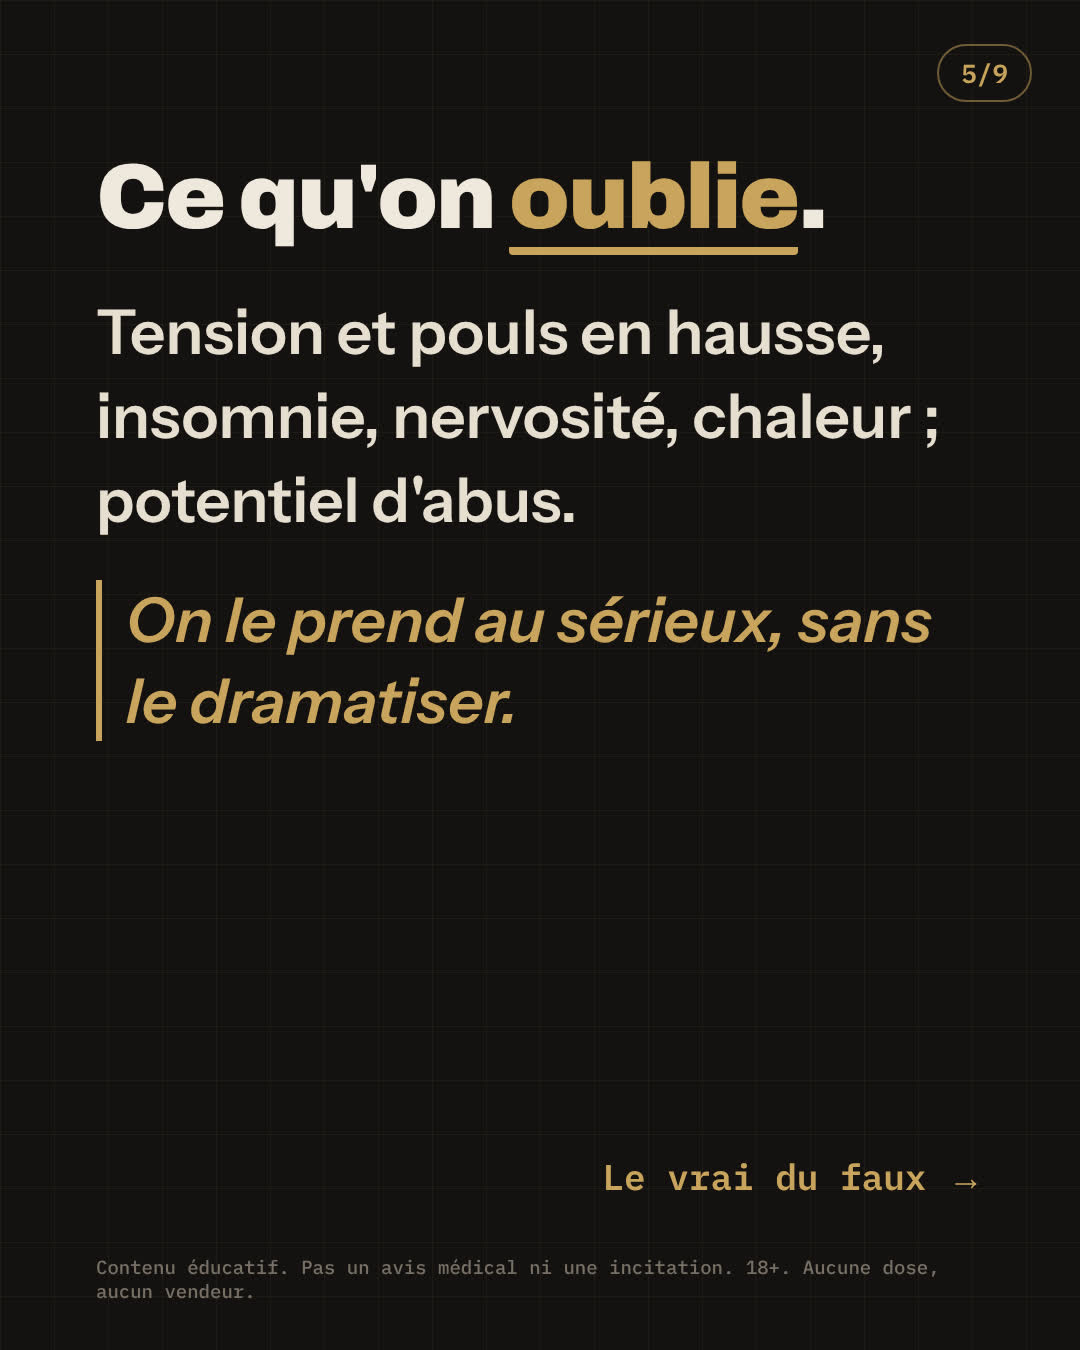 5/9
Ce qu'on oublie.
Tension et pouls en hausse,
insomnie, nervosité, chaleur ;
potentiel d'abus.
On le prend au sérieux, sans
le dramatiser.
Le vrai du faux →
Contenu éducatif. Pas un avis médical ni une incitation. 18+. Aucune dose,
aucun vendeur.